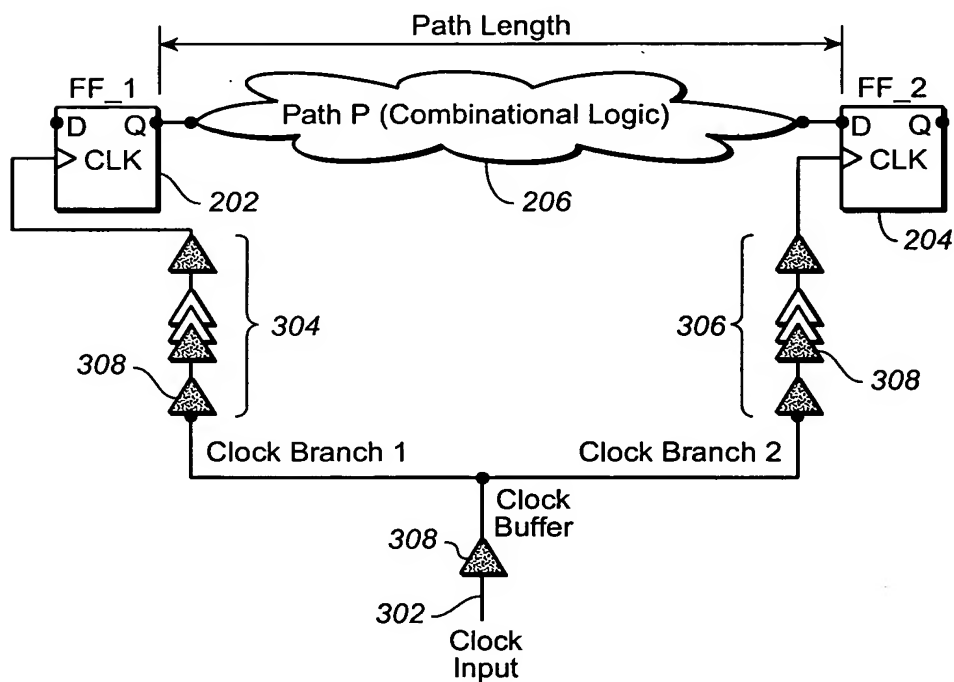 Path Length
FF_1
FF_2
D Q
Path P (Combinational Logic)
D Q
CLK
CLK
202
206
204
304
306
308
308
Clock Branch 1
Clock Branch 2
Clock
Buffer
308
302
Clock
Input